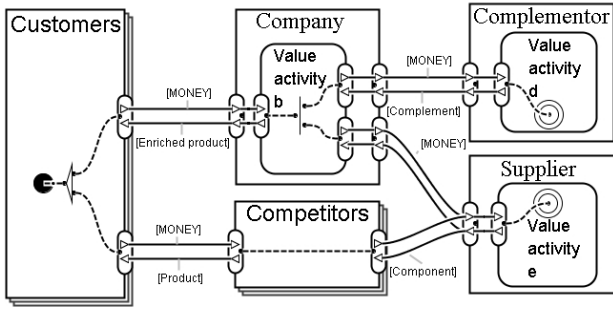 Customers
Company
Complementor
Value
activity
b
Value
activity
d
[MONEY]
[Enriched product]
[MONEY]
[Complement]
[MONEY]
Supplier
Value
activity
e
Competitors
[MONEY]
[Product]
[Component]